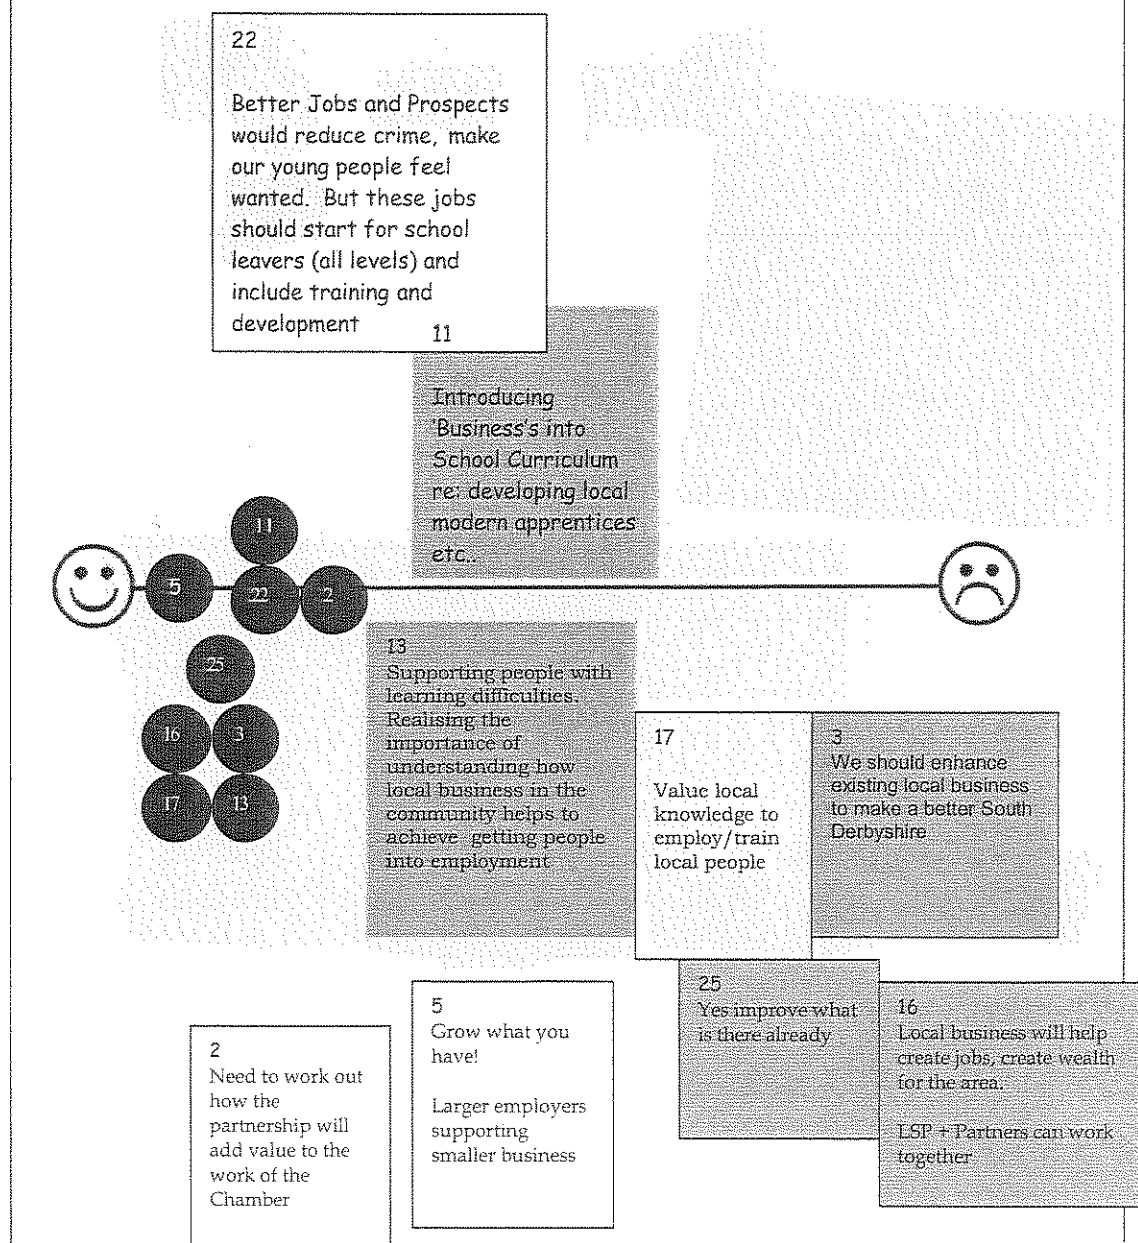 22
Better Jobs and Prospects
would reduce crime, make
our young people feel
wanted. But these jobs
should start for school
leavers (all levels) and
include training and
development
11
Introducing
'Business's into
School Curriculum
re: developing local
modern apprentices
etc..
11
5
22
2
25
16
3
17
13
13
Supporting people with
learning difficulties.
Realising the
importance of
understanding how
local business in the
community helps to
achieve getting people
into employment
17
Value local
knowledge to
employ/train
local people
3
We should enhance
existing local business
to make a better South
Derbyshire
25
Yes improve what
is there already
16
Local business will help
create jobs, create wealth
for the area.
LSP + Partners can work
together
5
Grow what you
have!
Larger employers
supporting
smaller business
2
Need to work out
how the
partnership will
add value to the
work of the
Chamber